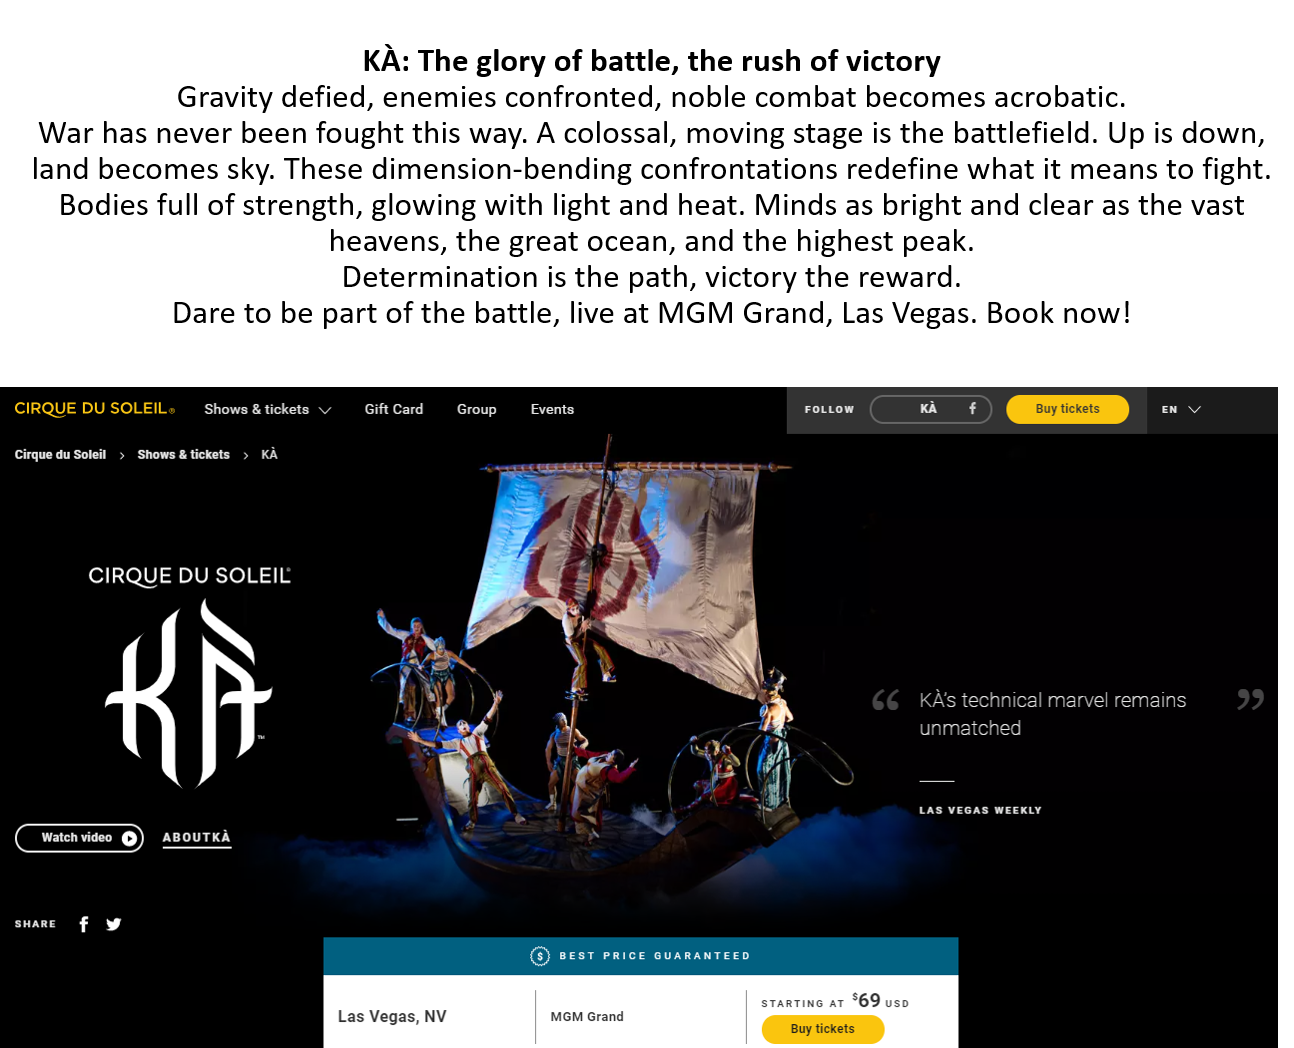 KÀ: The glory of battle, the rush of victory
Gravity defied, enemies confronted, noble combat becomes acrobatic.
War has never been fought this way. A colossal, moving stage is the battlefield. Up is down,
land becomes sky. These dimension-bending confrontations redefine what it means to fight.
Bodies full of strength, glowing with light and heat. Minds as bright and clear as the vast
heavens, the great ocean, and the highest peak.
Determination is the path, victory the reward.
Dare to be part of the battle, live at MGM Grand, Las Vegas. Book now!
CIRQUE DU SOLEIL® Shows & tickets Gift Card Group Events FOLLOW KÀ f Buy tickets EN
Cirque du Soleil > Shows & tickets > KÀ
CIRQUE DU SOLEIL®
KÀ™
“ KÀ’s technical marvel remains ”
unmatched
LAS VEGAS WEEKLY
Watch video ABOUTKÀ
SHARE f
$ BEST PRICE GUARANTEED
Las Vegas, NV MGM Grand STARTING AT $69 USD
Buy tickets